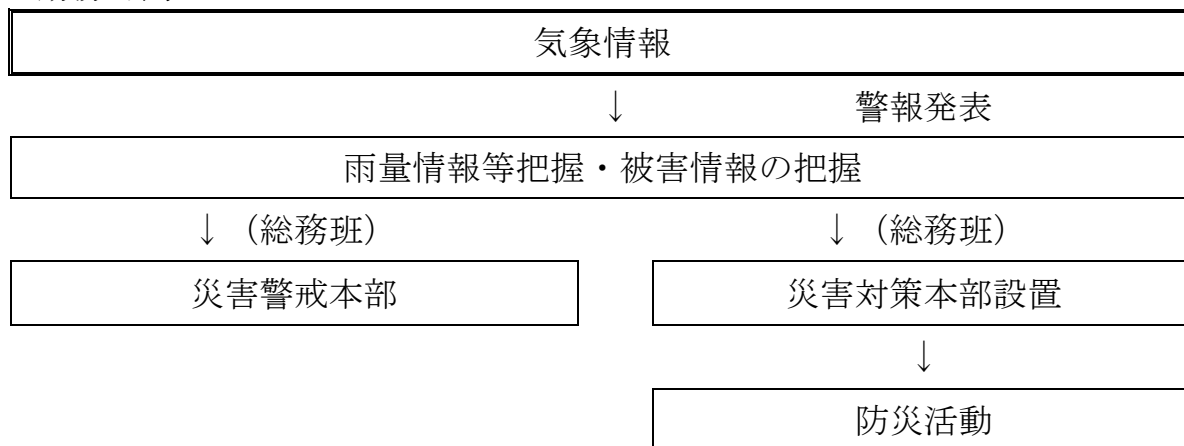 気象情報
↓ 警報発表
雨量情報等把握・被害情報の把握
↓（総務班） ↓（総務班）
災害警戒本部 災害対策本部設置
↓
防災活動